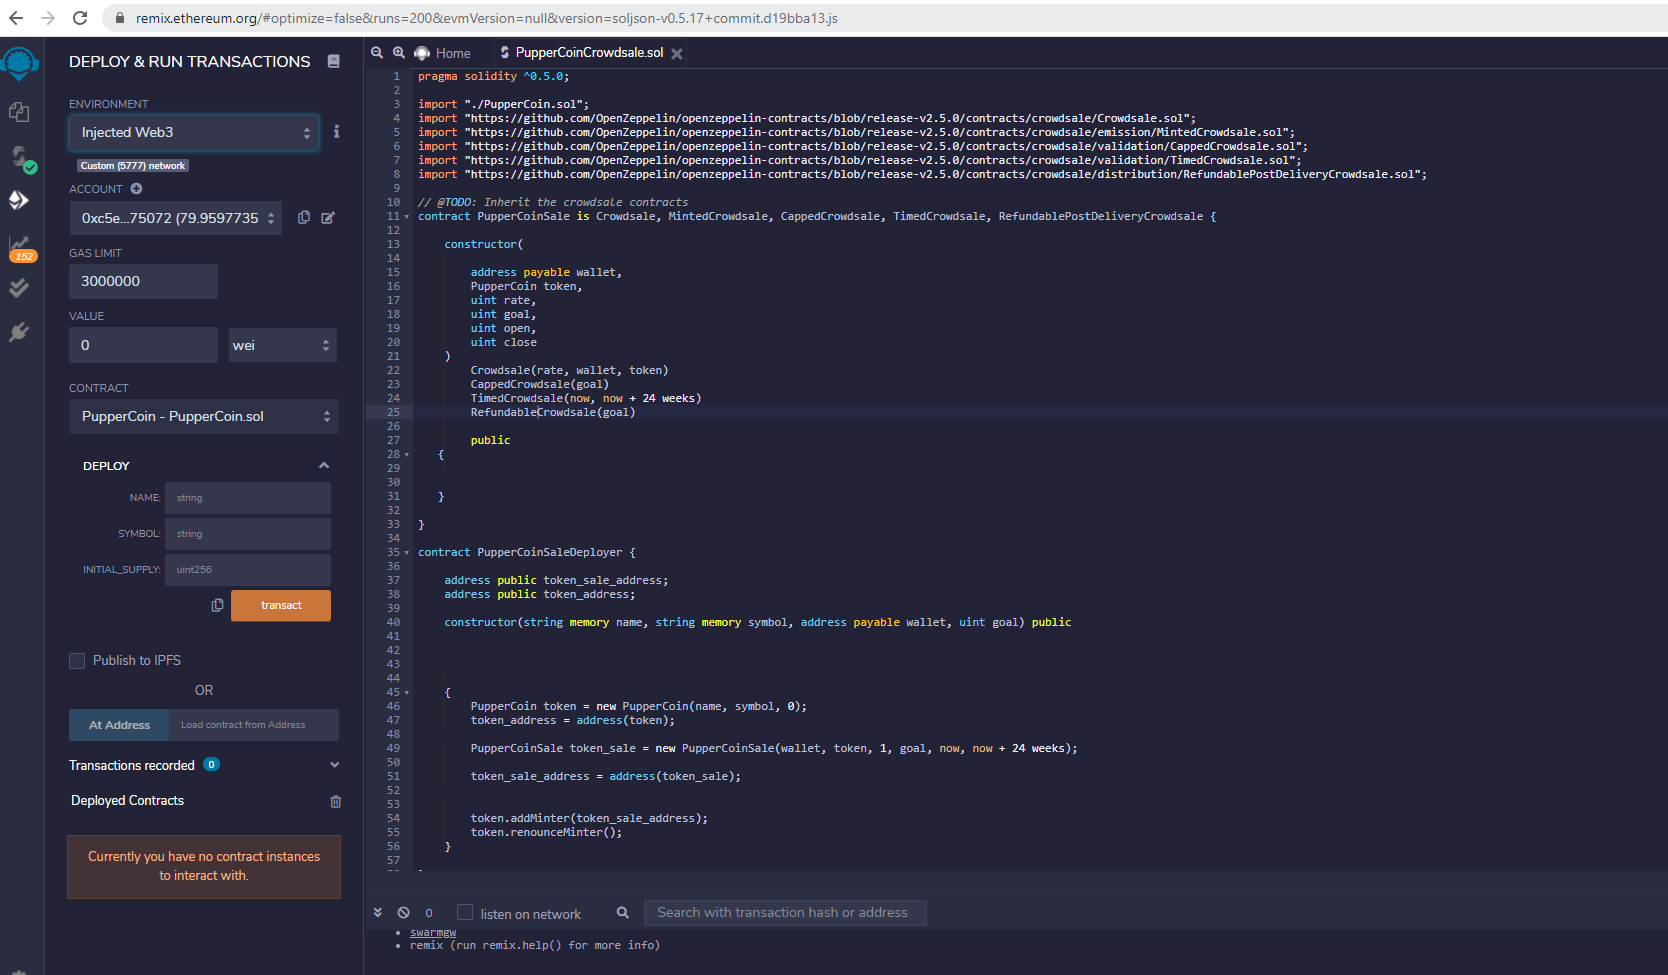 remix.ethereum.org/#optimize=false&runs=200&evmVersion=null&version=soljson-v0.5.17+commit.d19bba13.js
DEPLOY & RUN TRANSACTIONS
ENVIRONMENT
Injected Web3
Custom (5777) network
ACCOUNT
0xc5e...75072 (79.9597735
GAS LIMIT
3000000
VALUE
0
wei
CONTRACT
PupperCoin - PupperCoin.sol
DEPLOY
NAME: string
SYMBOL: string
INITIAL_SUPPLY: uint256
transact
Publish to IPFS
OR
At Address Load contract from Address
Transactions recorded 0
Deployed Contracts
Currently you have no contract instances
to interact with.
152
Home PupperCoinCrowdsale.sol
1 pragma solidity ^0.5.0;
2
3 import "./PupperCoin.sol";
4 import "https://github.com/OpenZeppelin/openzeppelin-contracts/blob/release-v2.5.0/contracts/crowdsale/Crowdsale.sol";
5 import "https://github.com/OpenZeppelin/openzeppelin-contracts/blob/release-v2.5.0/contracts/crowdsale/emission/MintedCrowdsale.sol";
6 import "https://github.com/OpenZeppelin/openzeppelin-contracts/blob/release-v2.5.0/contracts/crowdsale/validation/CappedCrowdsale.sol";
7 import "https://github.com/OpenZeppelin/openzeppelin-contracts/blob/release-v2.5.0/contracts/crowdsale/validation/TimedCrowdsale.sol";
8 import "https://github.com/OpenZeppelin/openzeppelin-contracts/blob/release-v2.5.0/contracts/crowdsale/distribution/RefundablePostDeliveryCrowdsale.sol";
9
10 // @TODO: Inherit the crowdsale contracts
11 contract PupperCoinSale is Crowdsale, MintedCrowdsale, CappedCrowdsale, TimedCrowdsale, RefundablePostDeliveryCrowdsale {
12
13 constructor(
14
15 address payable wallet,
16 PupperCoin token,
17 uint rate,
18 uint goal,
19 uint open,
20 uint close
21 )
22 Crowdsale(rate, wallet, token)
23 CappedCrowdsale(goal)
24 TimedCrowdsale(now, now + 24 weeks)
25 RefundableCrowdsale(goal)
26
27 public
28 {
29
30
31 }
32
33 }
34
35 contract PupperCoinSaleDeployer {
36
37 address public token_sale_address;
38 address public token_address;
39
40 constructor(string memory name, string memory symbol, address payable wallet, uint goal) public
41
42
43
44
45 {
46 PupperCoin token = new PupperCoin(name, symbol, 0);
47 token_address = address(token);
48
49 PupperCoinSale token_sale = new PupperCoinSale(wallet, token, 1, goal, now, now + 24 weeks);
50
51 token_sale_address = address(token_sale);
52
53
54 token.addMinter(token_sale_address);
55 token.renounceMinter();
56 }
57
0 listen on network Search with transaction hash or address
• swarmgw
• remix (run remix.help() for more info)